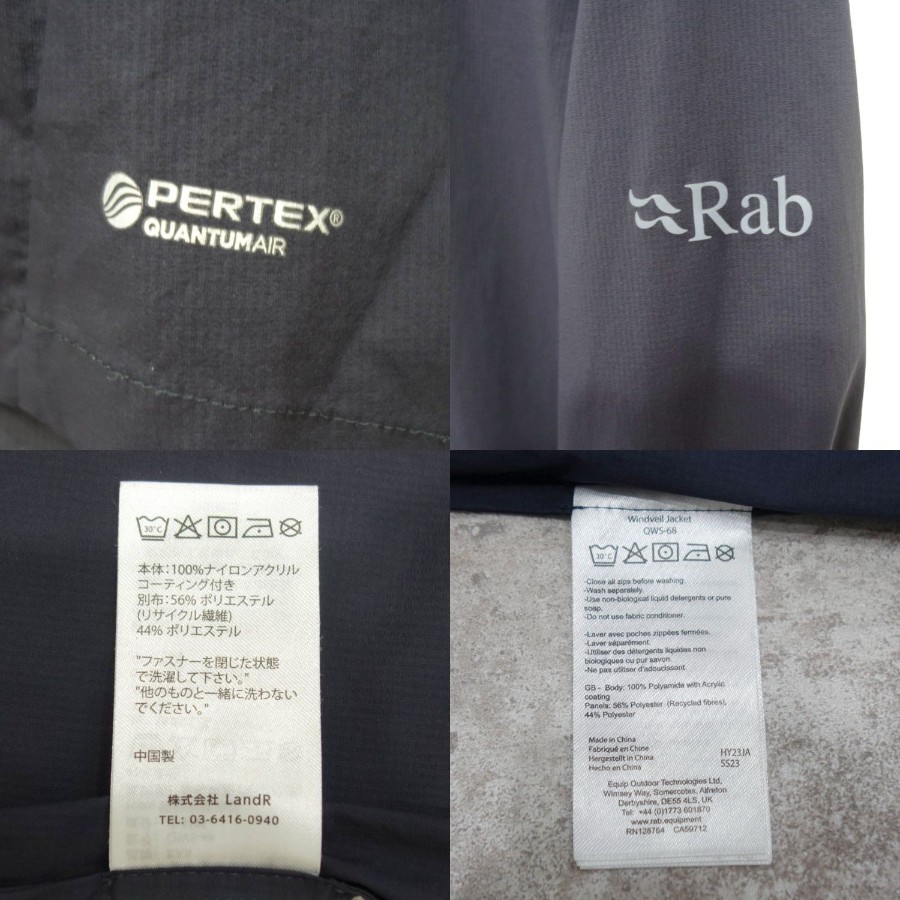 PERTEX®
QUANTUMAIR
Rab
30°C
本体:100%ナイロンアクリル
コーティング付き
別布:56% ポリエステル
(リサイクル繊維)
44% ポリエステル
"ファスナーを閉じた状態
で洗濯して下さい。"
"他のものと一緒に洗わない
でください。"
中国製
株式会社 LandR
TEL: 03-6416-0940
Windveil Jacket
QWS-68
30°C
-Close all zips before washing.
-Wash separately.
-Use non-biological liquid detergents or pure
soap.
-Do not use fabric conditioner.
-Laver avec poches zippées fermées.
-Laver séparément.
-Utiliser des détergents liquides non
biologiques ou pur savon.
-Ne pas utiliser d'adoucissant
GB - Body: 100% Polyamide with Acrylic
coating
Panels: 56% Polyester (Recycled fibres),
44% Polyester
Made in China
Fabriqué en Chine
Hergestellt in China
Hecho en China
HY23JA
SS23
Equip Outdoor Technologies Ltd,
Wimsey Way, Somercotes, Alfreton
Derbyshire, DE55 4LS, UK
Tel: +44 (0)1773 601870
www.rab.equipment
RN128764 CA59712